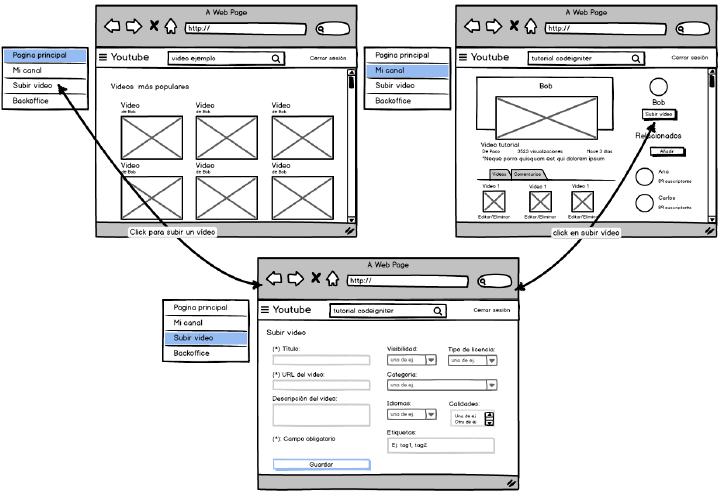 A Web Page
http://
Pagina principal
Mi canal
Subir video
Backoffice
Youtube
video ejemplo
Cerrar sesión
Videos más populares
Video
de Bob
Video
de Bob
Video
de Bob
Video
de Bob
Video
de Bob
Video
de Bob
Click para subir un video
A Web Page
http://
Pagina principal
Mi canal
Subir video
Backoffice
Youtube
tutorial codeigniter
Cerrar sesión
Bob
Video tutorial
De Paco 3523 visualizaciones Hace 3 dias
"Neque porro quisquam est qui dolorem ipsum
Videos Comentarios
Video 1
Video 1
Video 1
Editar/Eliminar
Editar/Eliminar
Editar/Eliminar
Bob
Subir video
Relacionados
Añadir
Ana
89 suscriptores
Carlos
89 suscriptores
click en subir video
A Web Page
http://
Pagina principal
Mi canal
Subir video
Backoffice
Youtube
tutorial codeigniter
Cerrar sesión
Subir video
(*) Titulo:
(*) URL del video:
Descripción del video:
(*): Campo obligatorio
Guardar
Visibilidad:
uno de ej.
Tipo de licencia:
uno de ej.
Categoria:
uno de ej.
Idiomas:
uno de ej.
Calidades:
Uno de ej
Otro de ej
Etiquetas:
Ej. tag1, tag2